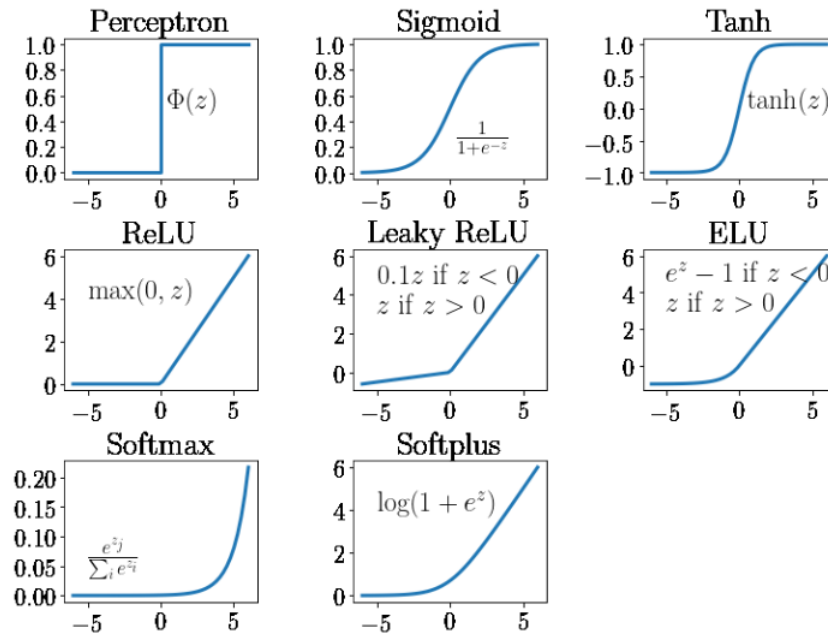 Perceptron
1.0
0.8
0.6
0.4
0.2
0.0
Φ(z)
−5 0 5
Sigmoid
1.0
0.8
0.6
0.4
0.2
0.0
1/(1+e^{−z})
−5 0 5
Tanh
1.0
0.5
0.0
−0.5
−1.0
tanh(z)
−5 0 5
ReLU
6
4
2
0
max(0, z)
−5 0 5
Leaky ReLU
6
4
2
0
0.1z if z < 0
z if z > 0
−5 0 5
ELU
6
4
2
0
e^z − 1 if z < 0
z if z > 0
−5 0 5
Softmax
0.20
0.15
0.10
0.05
0.00
e^{z_j}/∑_i e^{z_i}
−5 0 5
Softplus
6
4
2
0
log(1 + e^z)
−5 0 5